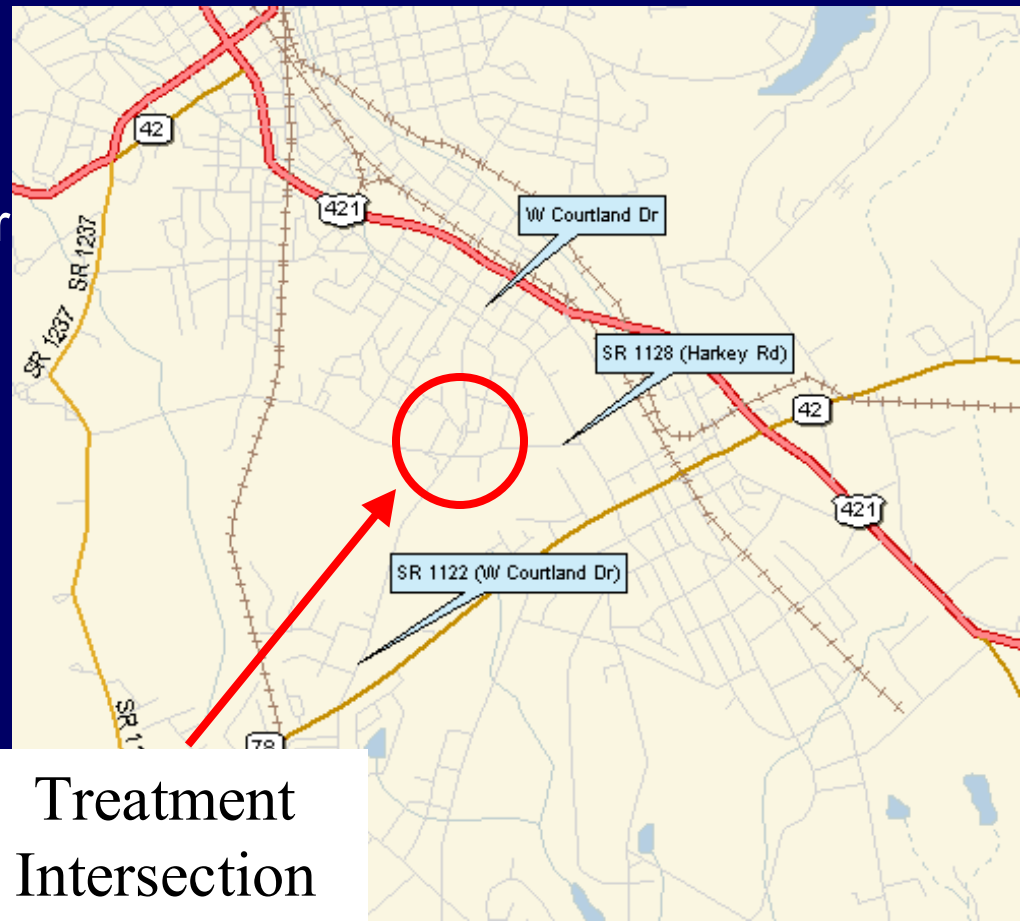 42
421
W Courtland Dr
SR 1237
SR 1237
SR 1128 (Harkey Rd)
42
421
SR 1122 (W Courtland Dr)
78
Treatment
Intersection